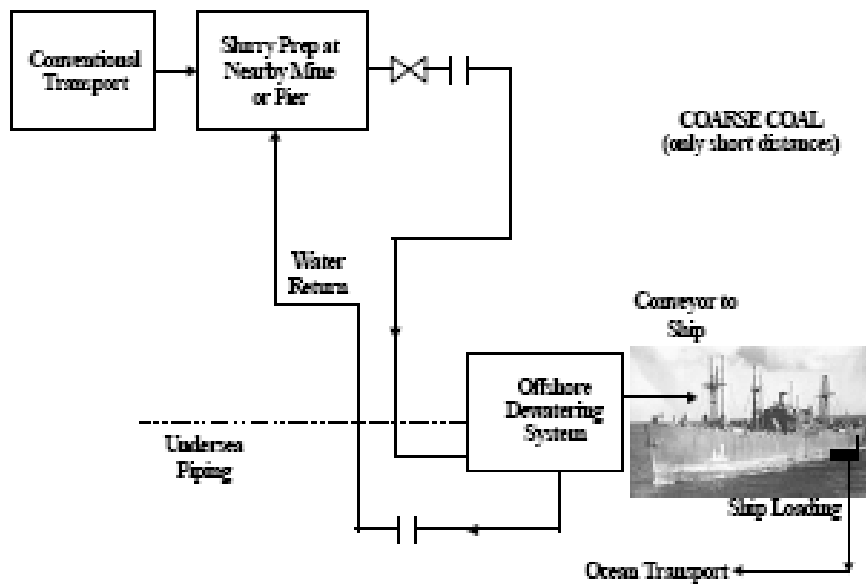 Conventional
Transport
Slurry Prep at
Nearby Mine
or Pier
COARSE COAL
(only short distances)
Water
Return
Conveyor to
Ship
Offshore
Dewatering
System
Undersea
Piping
Ship Loading
Ocean Transport